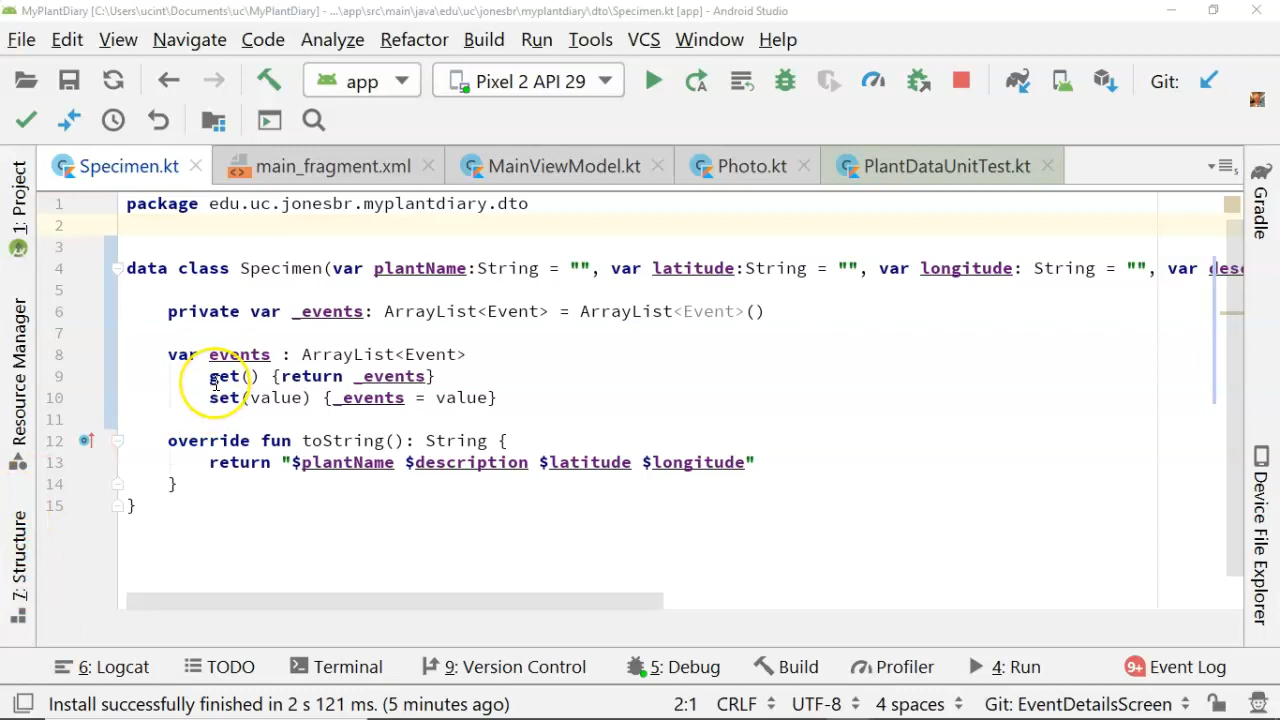 MyPlantDiary [C:\Users\ucint\Documents\uc\MyPlantDiary] - ...\app\src\main\java\edu\uc\jonesbr\myplantdiary\dto\Specimen.kt [app] - Android Studio
File Edit View Navigate Code Analyze Refactor Build Run Tools VCS Window Help
app Pixel 2 API 29 Git:
Specimen.kt main_fragment.xml MainViewModel.kt Photo.kt PlantDataUnitTest.kt
1: Project
Resource Manager
7: Structure
1 package edu.uc.jonesbr.myplantdiary.dto
2
3
4 data class Specimen(var plantName:String = "", var latitude:String = "", var longitude: String = "", var desc
5
6 private var _events: ArrayList<Event> = ArrayList<Event>()
7
8 var events : ArrayList<Event>
9 get() {return _events}
10 set(value) {_events = value}
11
12 override fun toString(): String {
13 return "$plantName $description $latitude $longitude"
14 }
15 }
Gradle
Device File Explorer
6: Logcat TODO Terminal 9: Version Control 5: Debug Build Profiler 4: Run 9+ Event Log
Install successfully finished in 2 s 121 ms. (5 minutes ago) 2:1 CRLF UTF-8 4 spaces Git: EventDetailsScreen